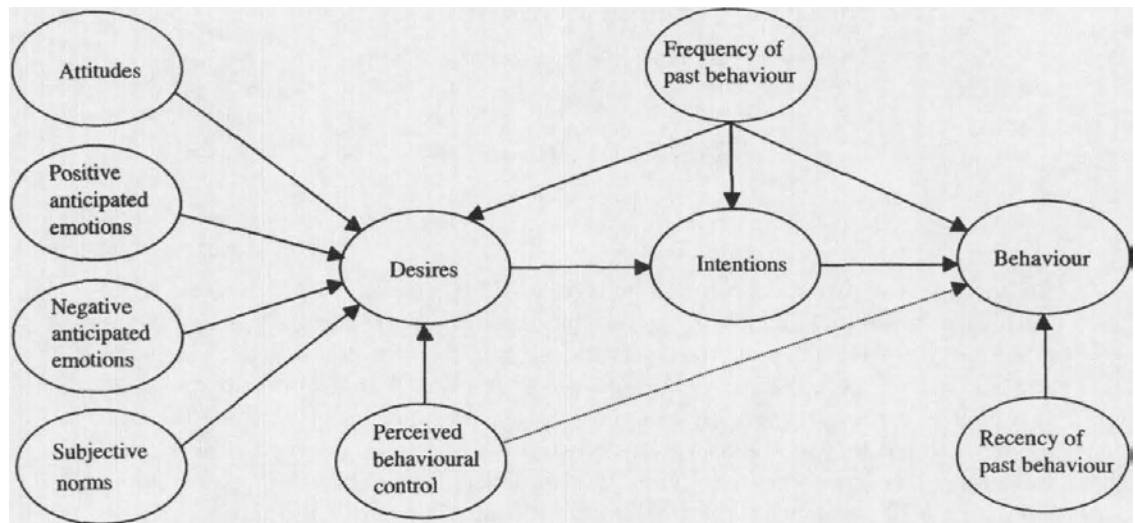 Attitudes
Frequency of
past behaviour
Positive
anticipated
emotions
Desires
Intentions
Behaviour
Negative
anticipated
emotions
Subjective
norms
Perceived
behavioural
control
Recency of
past behaviour